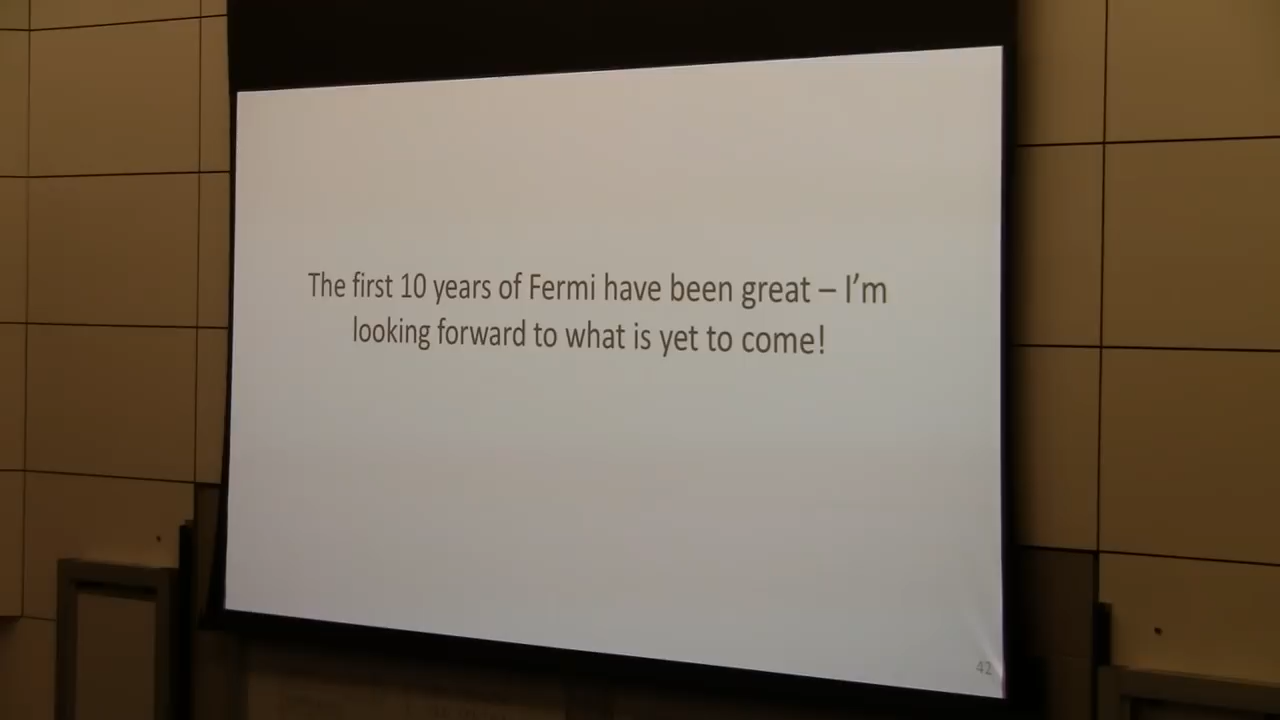 The first 10 years of Fermi have been great – I’m
looking forward to what is yet to come!
42